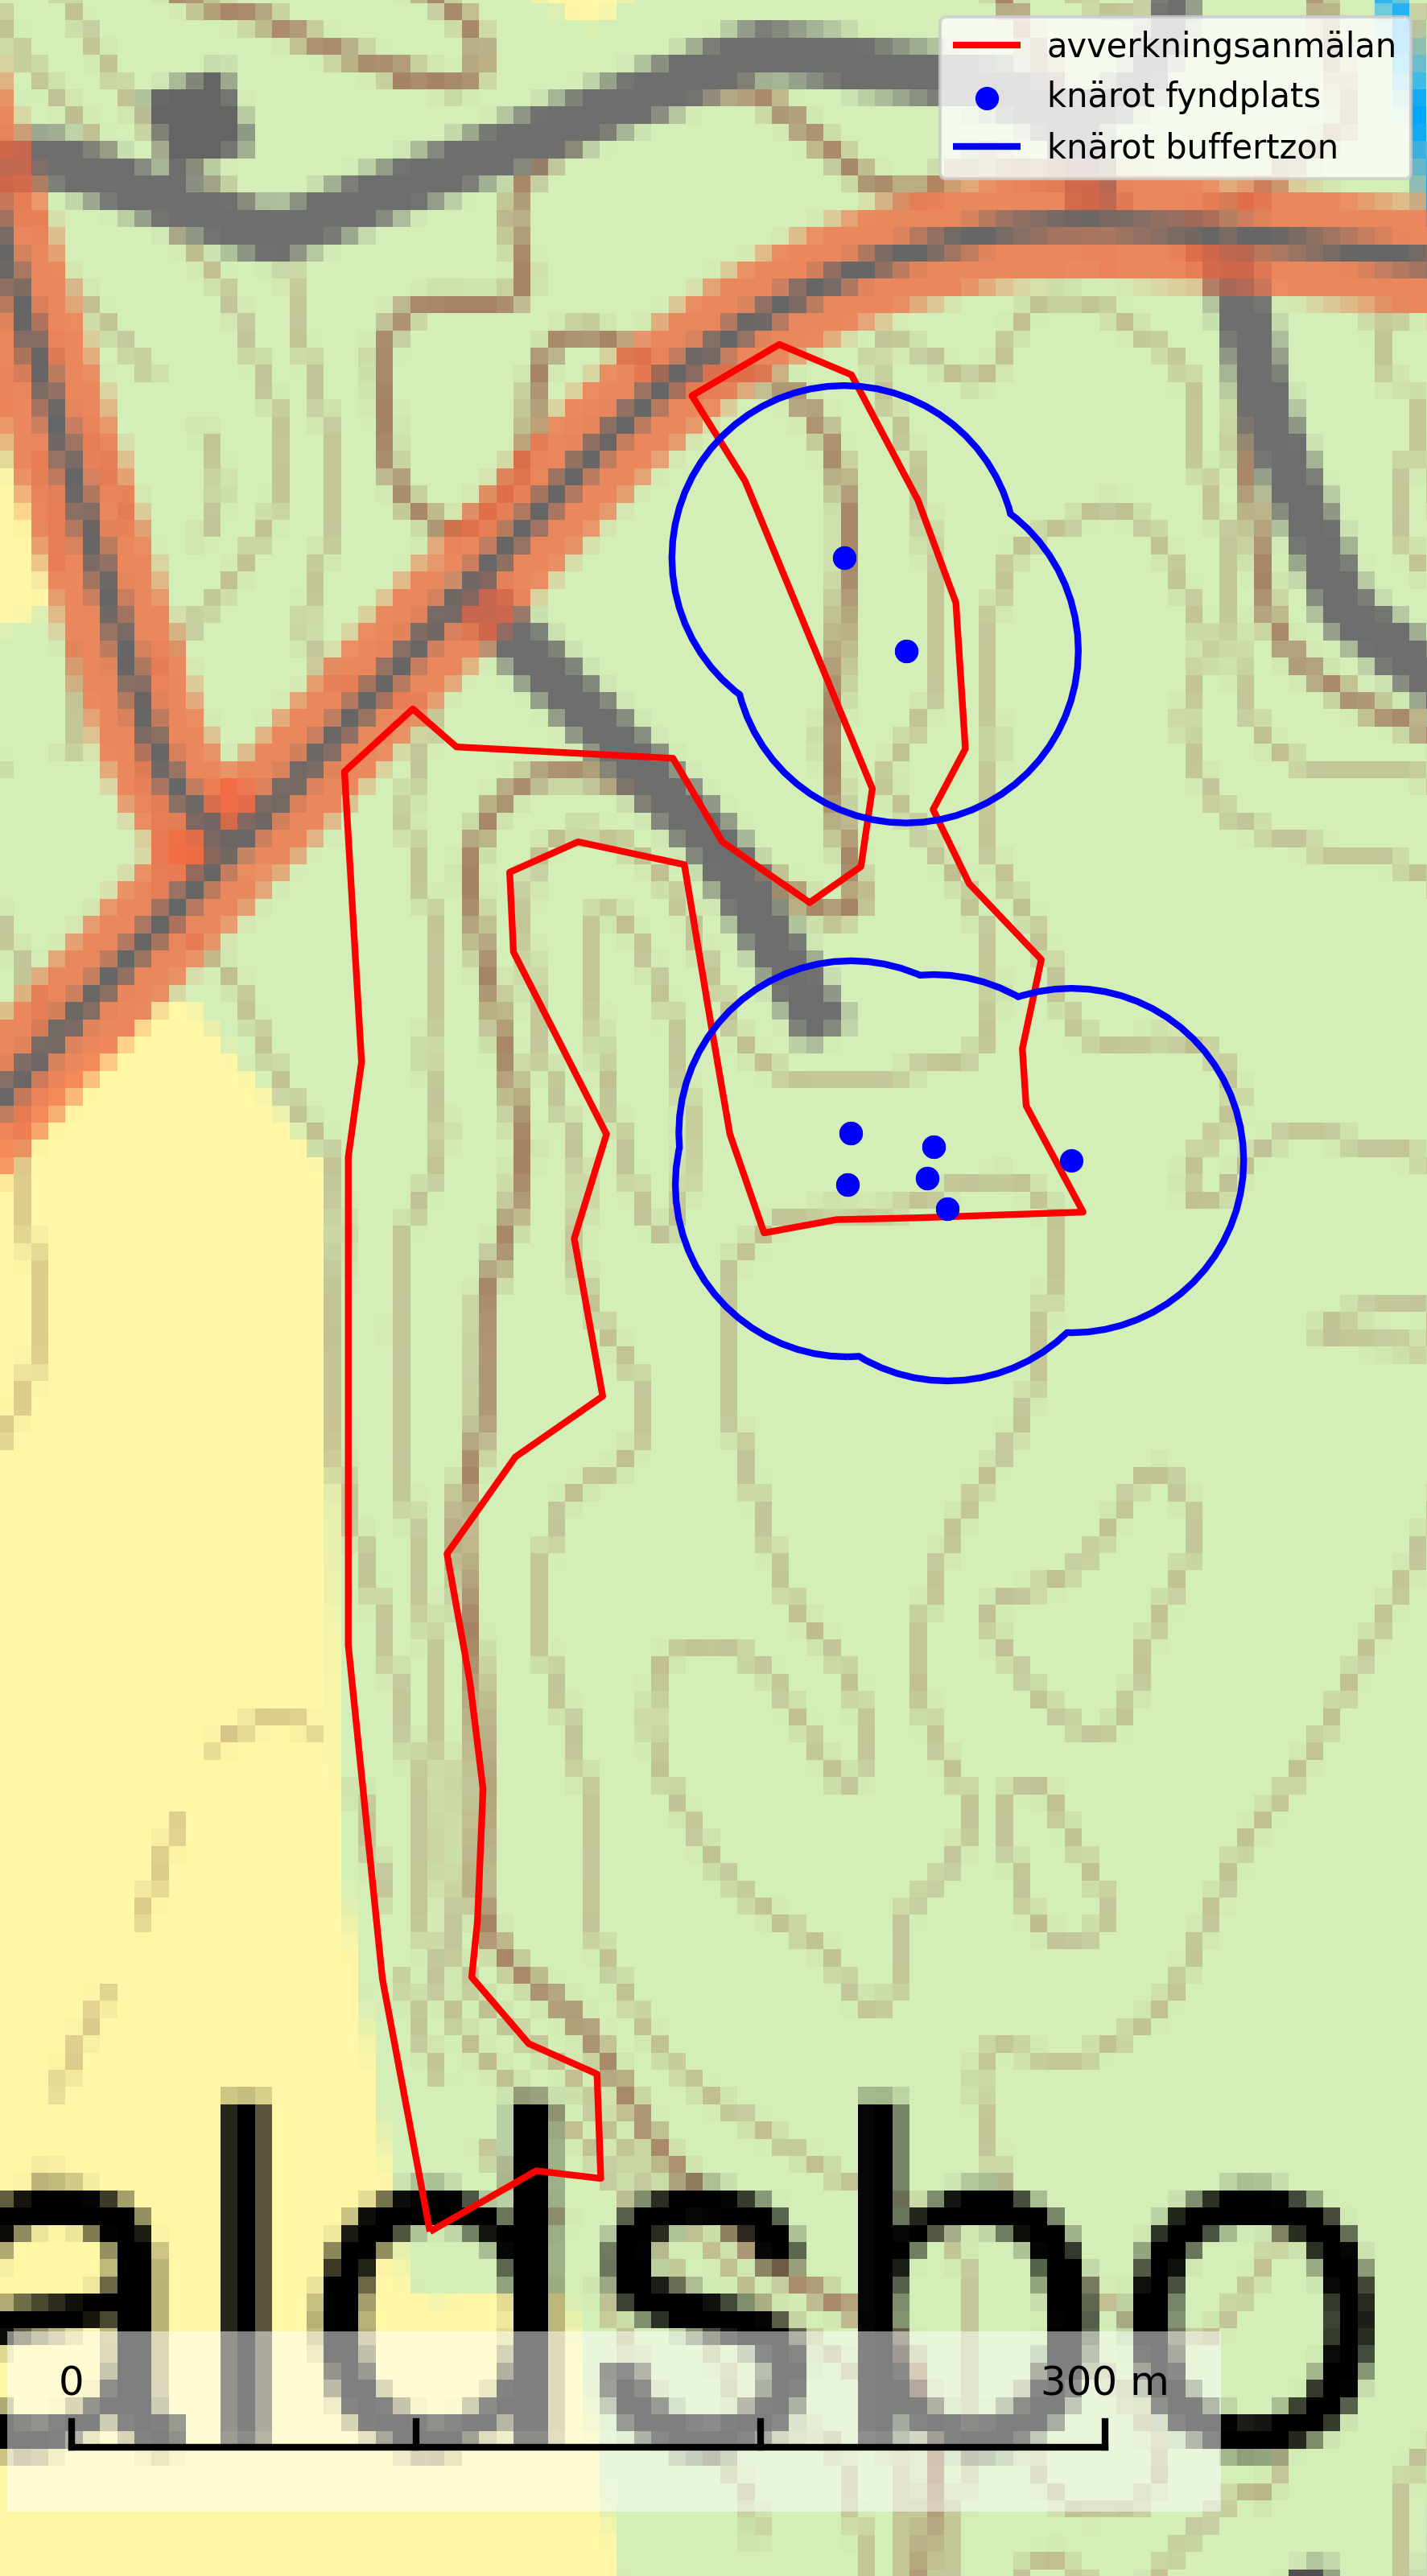 avverkningsanmälan
knärot fyndplats
knärot buffertzon
aldsbo
0 300 m